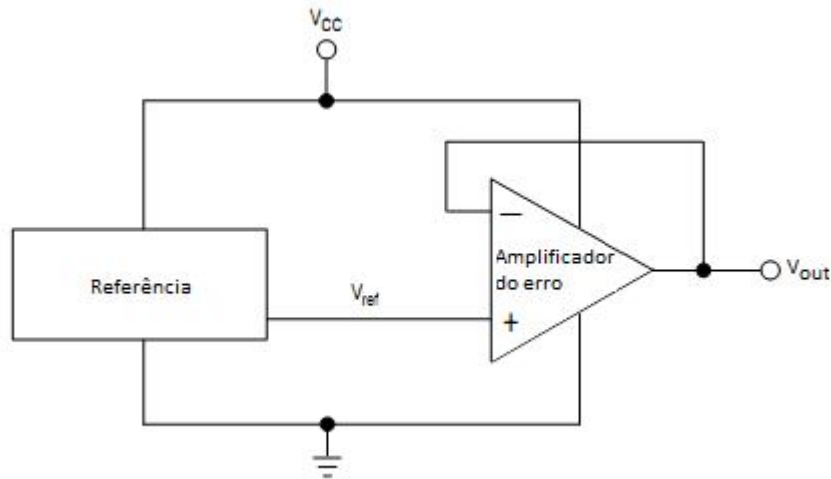 VCC
Referência
Vref
−
+
Amplificador
do erro
Vout